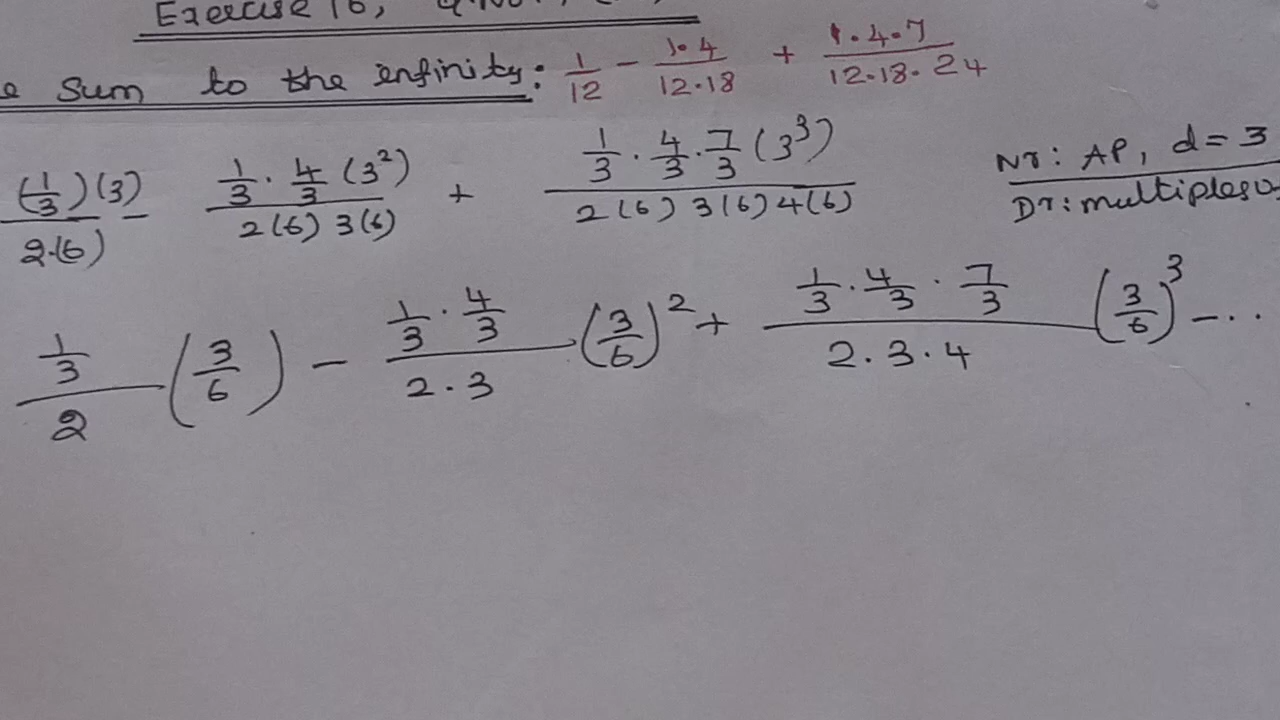 Exercise 16,
e Sum to the infinity: 1/12 - 1.4/12.18 + 1.4.7/12.18.24
(1/3)(3)/2.(6) - 1/3 . 4/3 (3²)/2(6) 3(6) + 1/3 . 4/3 . 7/3 (3³)/2(6) 3(6) 4(6)
Nr: AP, d = 3
Dr: multiples
1/3/2 (3/6) - 1/3 . 4/3/2.3 (3/6)² + 1/3 . 4/3 . 7/3/2.3.4 (3/6)³ - ...